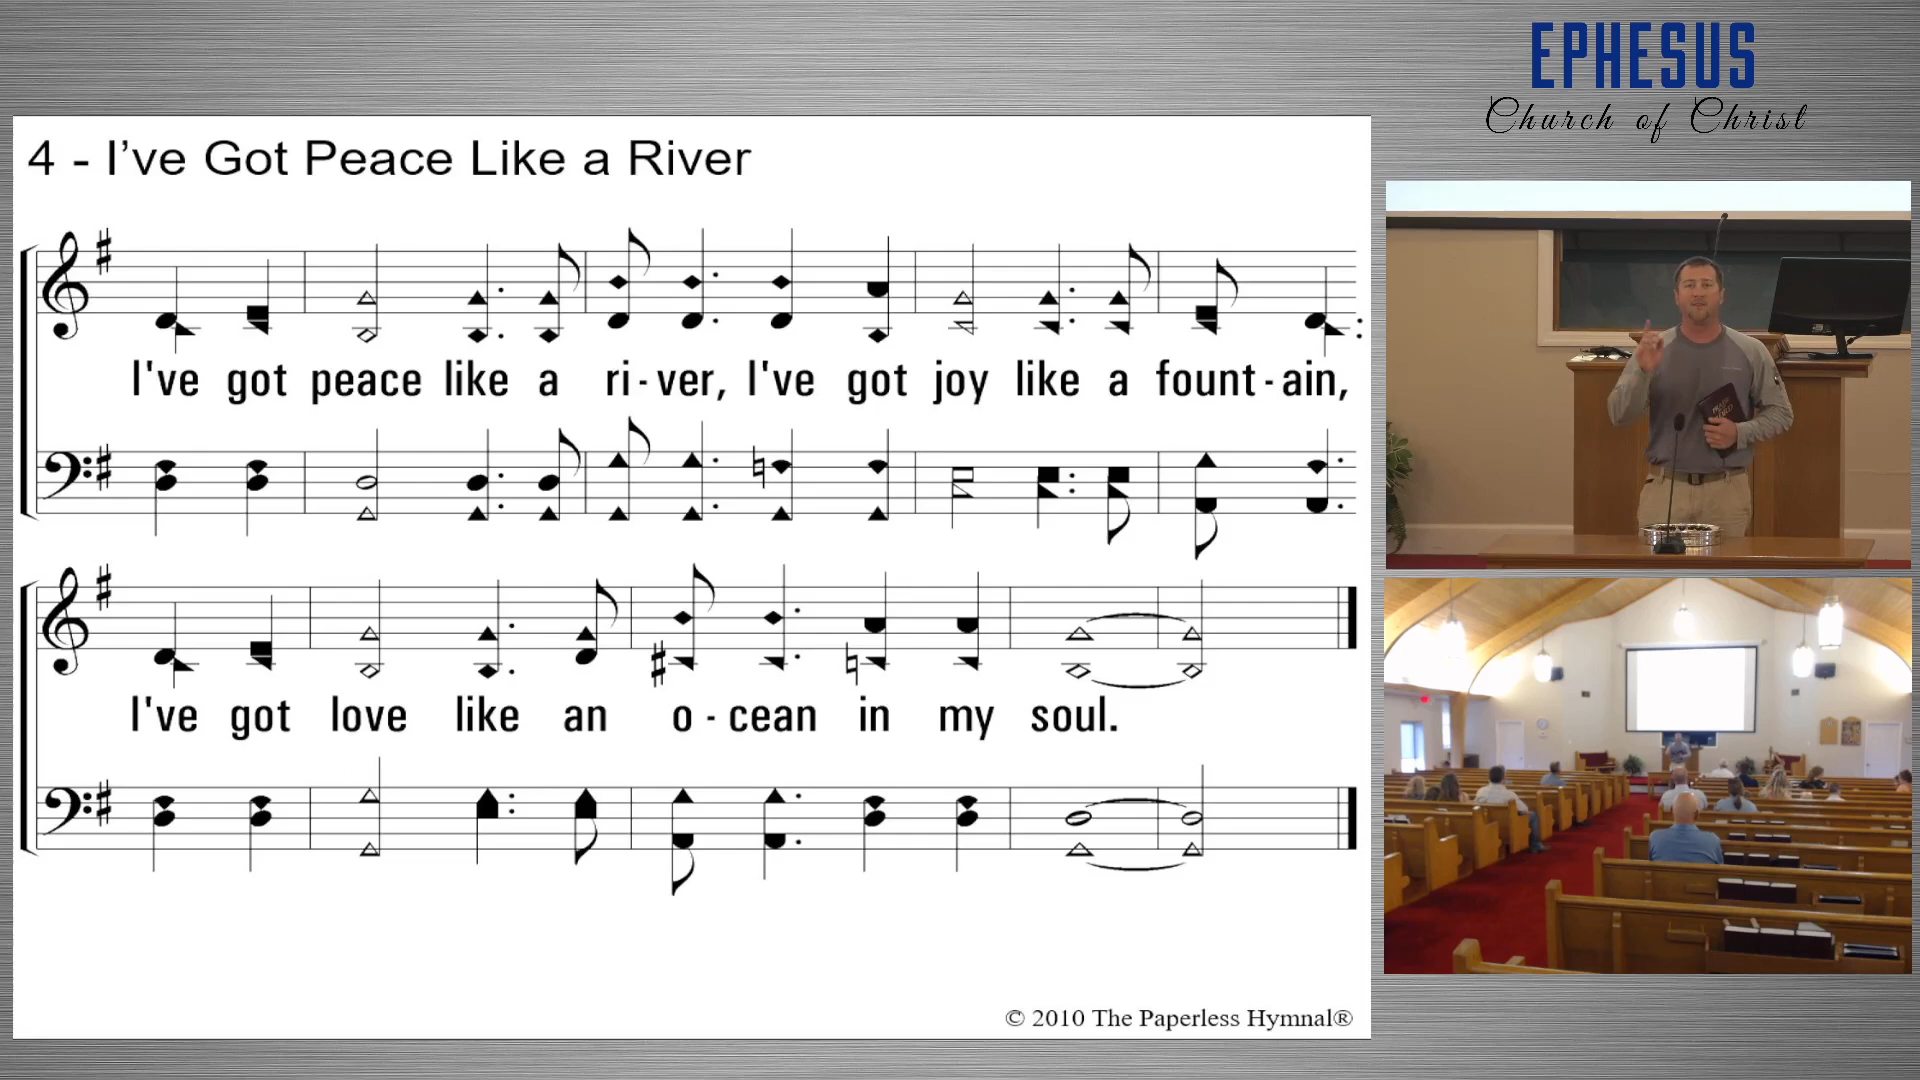 EPHESUS
Church of Christ
4 - I've Got Peace Like a River
I've got peace like a ri - ver, I've got joy like a fount - ain,
I've got love like an o - cean in my soul.
© 2010 The Paperless Hymnal®